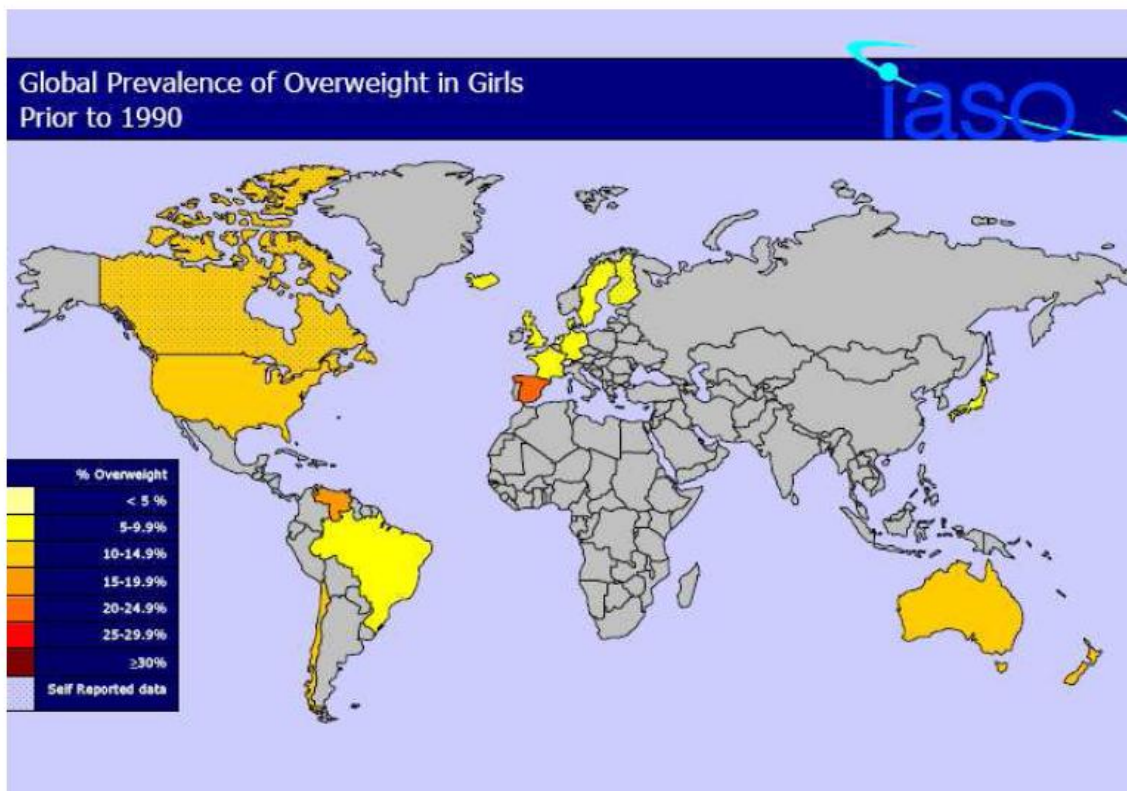 Global Prevalence of Overweight in Girls
Prior to 1990
iaso
% Overweight
< 5 %
5-9.9%
10-14.9%
15-19.9%
20-24.9%
25-29.9%
≥30%
Self Reported data